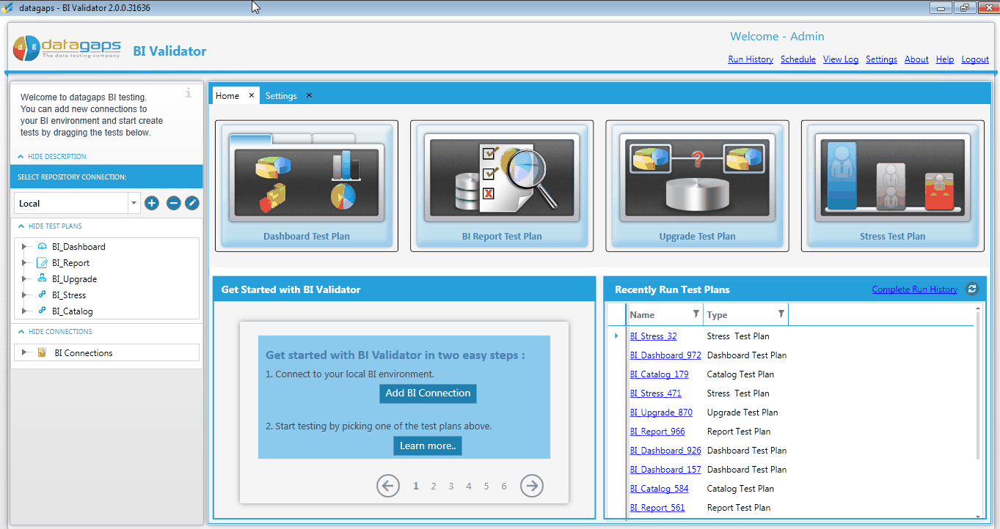 datagaps - BI Validator 2.0.0.31636
d g datagaps
The data testing company
BI Validator
Welcome - Admin
Run History Schedule View Log Settings About Help Logout
Welcome to datagaps BI testing.
You can add new connections to
your BI environment and start create
tests by dragging the tests below.
HIDE DESCRIPTION
SELECT REPOSITORY CONNECTION:
Local
HIDE TEST PLANS
BI_Dashboard
BI_Report
BI_Upgrade
BI_Stress
BI_Catalog
HIDE CONNECTIONS
BI Connections
Home × Settings ×
Dashboard Test Plan
BI Report Test Plan
?
Upgrade Test Plan
Stress Test Plan
Get Started with BI Validator
Get started with BI Validator in two easy steps :
1. Connect to your local BI environment.
Add BI Connection
2. Start testing by picking one of the test plans above.
Learn more..
1 2 3 4 5 6
Recently Run Test Plans Complete Run History
Name Type
BI_Stress_32 Stress Test Plan
BI_Dashboard_972 Dashboard Test Plan
BI_Catalog_179 Catalog Test Plan
BI_Stress_471 Stress Test Plan
BI_Upgrade_870 Upgrade Test Plan
BI_Report_966 Report Test Plan
BI_Dashboard_926 Dashboard Test Plan
BI_Dashboard_157 Dashboard Test Plan
BI_Catalog_584 Catalog Test Plan
BI_Report_561 Report Test Plan